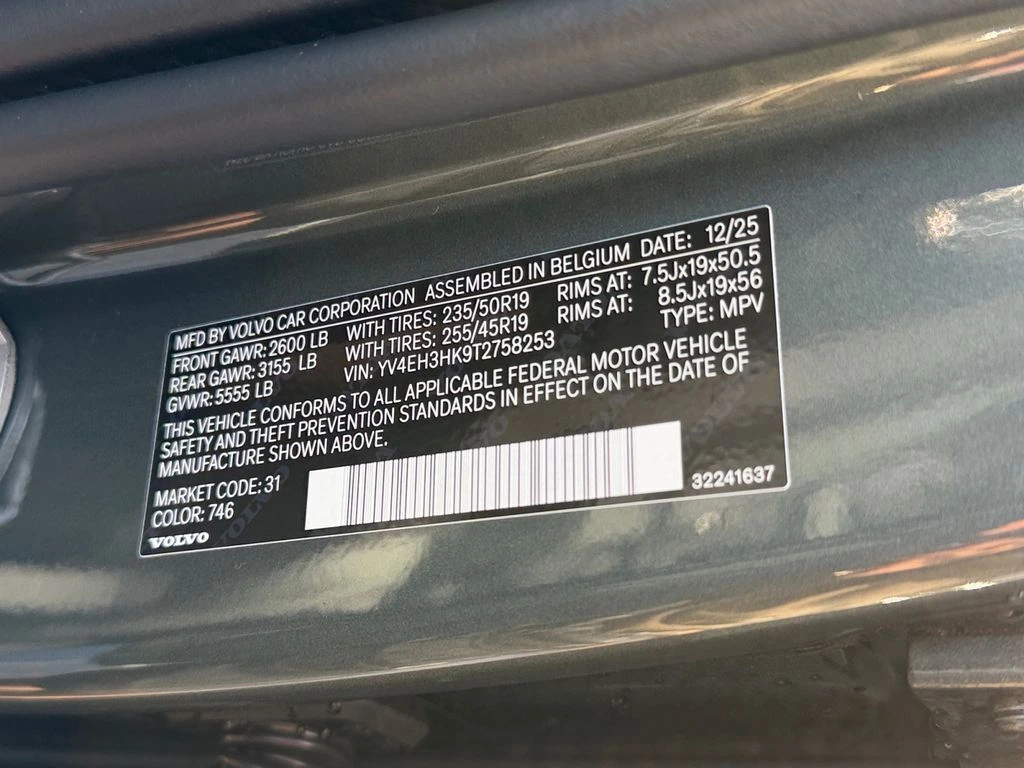 MFD BY VOLVO CAR CORPORATION ASSEMBLED IN BELGIUM DATE: 12/25
FRONT GAWR: 2600 LB WITH TIRES: 235/50R19 RIMS AT: 7.5Jx19x50.5
REAR GAWR: 3155 LB WITH TIRES: 255/45R19 RIMS AT: 8.5Jx19x56
GVWR: 5555 LB VIN: YV4EH3HK9T2758253 TYPE: MPV
THIS VEHICLE CONFORMS TO ALL APPLICABLE FEDERAL MOTOR VEHICLE
SAFETY AND THEFT PREVENTION STANDARDS IN EFFECT ON THE DATE OF
MANUFACTURE SHOWN ABOVE.
MARKET CODE: 31
COLOR: 746
VOLVO
32241637